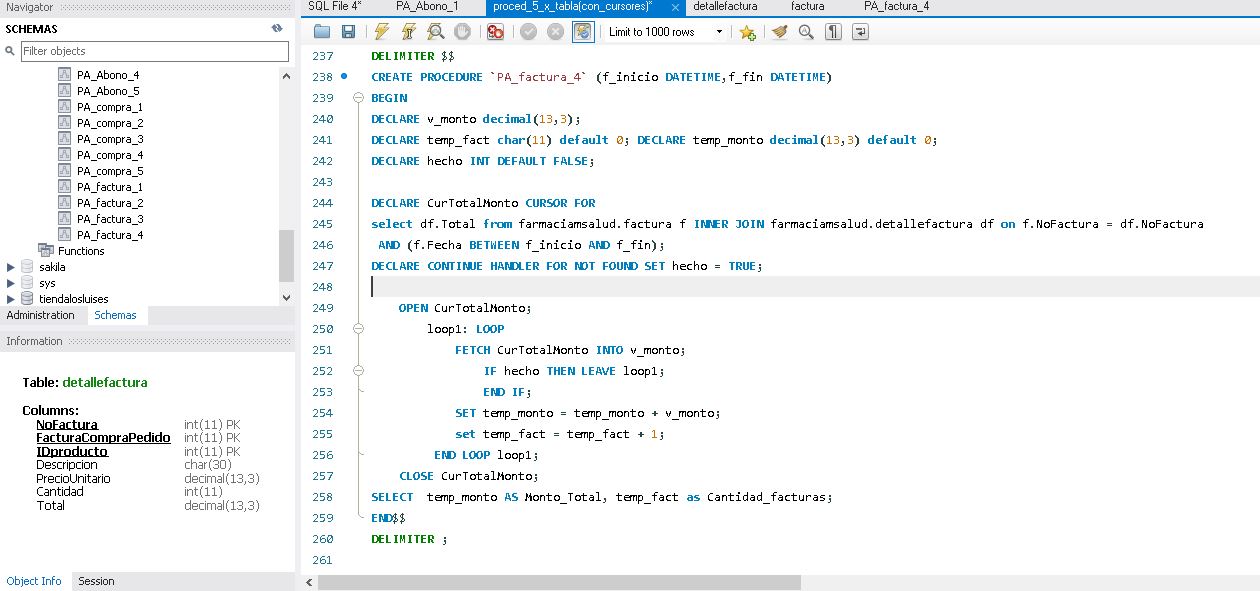 Navigator
SCHEMAS
Filter objects
PA_Abono_4
PA_Abono_5
PA_compra_1
PA_compra_2
PA_compra_3
PA_compra_4
PA_compra_5
PA_factura_1
PA_factura_2
PA_factura_3
PA_factura_4
Functions
sakila
sys
tiendalosluises
Administration Schemas
Information
Table: detallefactura
Columns:
NoFactura int(11) PK
FacturaCompraPedido int(11) PK
IDproducto int(11) PK
Descripcion char(30)
PrecioUnitario decimal(13,3)
Cantidad int(11)
Total decimal(13,3)
Object Info Session
SQL File 4* PA_Abono_1 proced_5_x_tabla(con_cursores)* detallefactura factura PA_factura_4
Limit to 1000 rows
237 DELIMITER $$
238 CREATE PROCEDURE `PA_factura_4` (f_inicio DATETIME,f_fin DATETIME)
239 BEGIN
240 DECLARE v_monto decimal(13,3);
241 DECLARE temp_fact char(11) default 0; DECLARE temp_monto decimal(13,3) default 0;
242 DECLARE hecho INT DEFAULT FALSE;
243
244 DECLARE CurTotalMonto CURSOR FOR
245 select df.Total from farmaciamsalud.factura f INNER JOIN farmaciamsalud.detallefactura df on f.NoFactura = df.NoFactura
246 AND (f.Fecha BETWEEN f_inicio AND f_fin);
247 DECLARE CONTINUE HANDLER FOR NOT FOUND SET hecho = TRUE;
248
249 OPEN CurTotalMonto;
250 loop1: LOOP
251 FETCH CurTotalMonto INTO v_monto;
252 IF hecho THEN LEAVE loop1;
253 END IF;
254 SET temp_monto = temp_monto + v_monto;
255 set temp_fact = temp_fact + 1;
256 END LOOP loop1;
257 CLOSE CurTotalMonto;
258 SELECT temp_monto AS Monto_Total, temp_fact as Cantidad_facturas;
259 END$$
260 DELIMITER ;
261